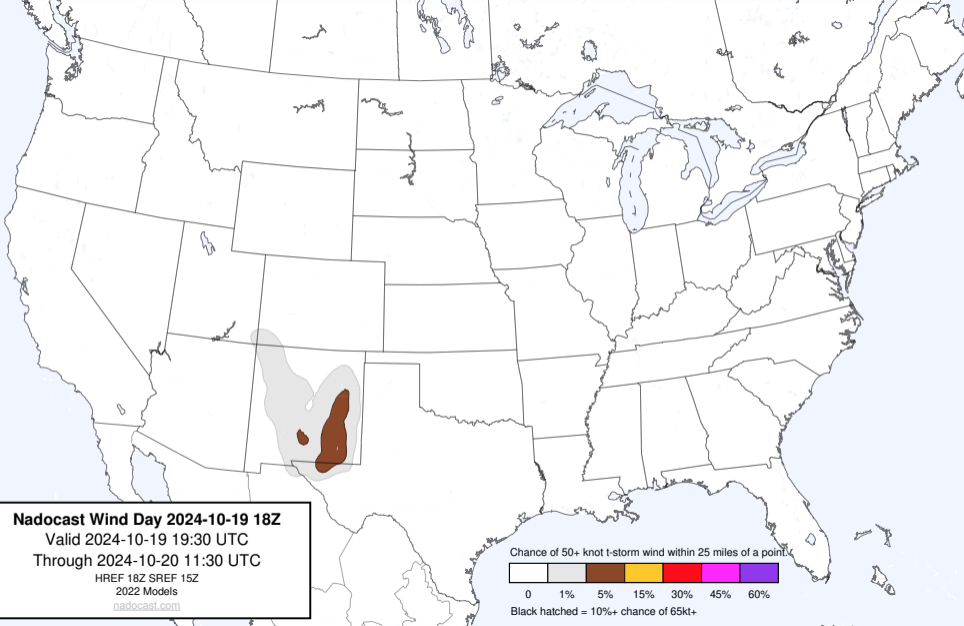 Nadocast Wind Day 2024-10-19 18Z
Valid 2024-10-19 19:30 UTC
Through 2024-10-20 11:30 UTC
HREF 18Z SREF 15Z
2022 Models
nadocast.com
Chance of 50+ knot t-storm wind within 25 miles of a point.
0 1% 5% 15% 30% 45% 60%
Black hatched = 10%+ chance of 65kt+